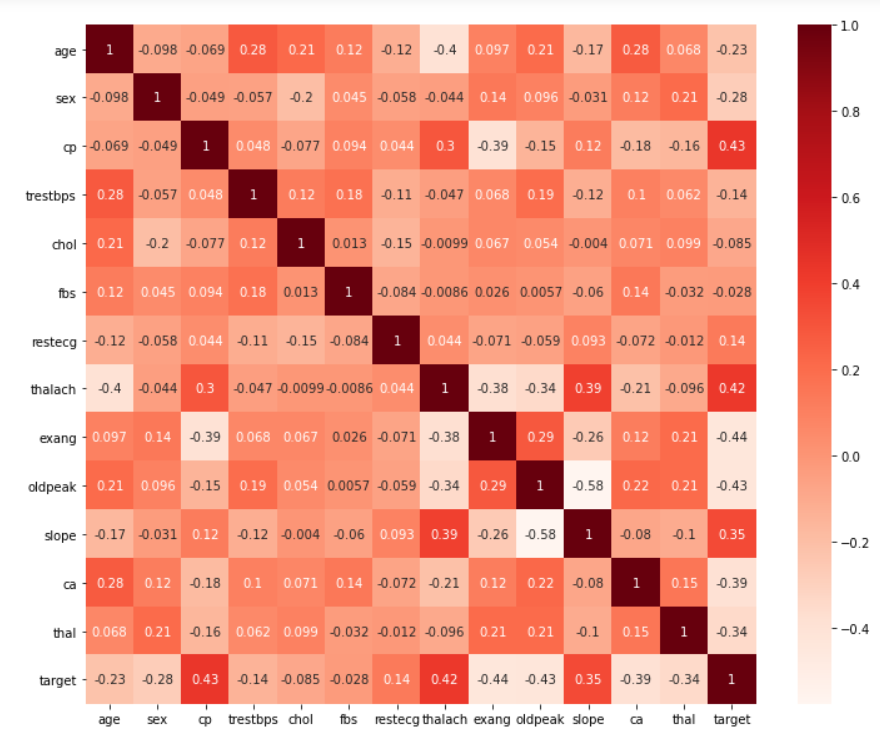 age 1 -0.098 -0.069 0.28 0.21 0.12 -0.12 -0.4 0.097 0.21 -0.17 0.28 0.068 -0.23
sex -0.098 1 -0.049 -0.057 -0.2 0.045 -0.058 -0.044 0.14 0.096 -0.031 0.12 0.21 -0.28
cp -0.069 -0.049 1 0.048 -0.077 0.094 0.044 0.3 -0.39 -0.15 0.12 -0.18 -0.16 0.43
trestbps 0.28 -0.057 0.048 1 0.12 0.18 -0.11 -0.047 0.068 0.19 -0.12 0.1 0.062 -0.14
chol 0.21 -0.2 -0.077 0.12 1 0.013 -0.15 -0.0099 0.067 0.054 -0.004 0.071 0.099 -0.085
fbs 0.12 0.045 0.094 0.18 0.013 1 -0.084 -0.0086 0.026 0.0057 -0.06 0.14 -0.032 -0.028
restecg -0.12 -0.058 0.044 -0.11 -0.15 -0.084 1 0.044 -0.071 -0.059 0.093 -0.072 -0.012 0.14
thalach -0.4 -0.044 0.3 -0.047 -0.0099 -0.0086 0.044 1 -0.38 -0.34 0.39 -0.21 -0.096 0.42
exang 0.097 0.14 -0.39 0.068 0.067 0.026 -0.071 -0.38 1 0.29 -0.26 0.12 0.21 -0.44
oldpeak 0.21 0.096 -0.15 0.19 0.054 0.0057 -0.059 -0.34 0.29 1 -0.58 0.22 0.21 -0.43
slope -0.17 -0.031 0.12 -0.12 -0.004 -0.06 0.093 0.39 -0.26 -0.58 1 -0.08 -0.1 0.35
ca 0.28 0.12 -0.18 0.1 0.071 0.14 -0.072 -0.21 0.12 0.22 -0.08 1 0.15 -0.39
thal 0.068 0.21 -0.16 0.062 0.099 -0.032 -0.012 -0.096 0.21 0.21 -0.1 0.15 1 -0.34
target -0.23 -0.28 0.43 -0.14 -0.085 -0.028 0.14 0.42 -0.44 -0.43 0.35 -0.39 -0.34 1
age sex cp trestbps chol fbs restecg thalach exang oldpeak slope ca thal target
1.0
0.8
0.6
0.4
0.2
0.0
−0.2
−0.4